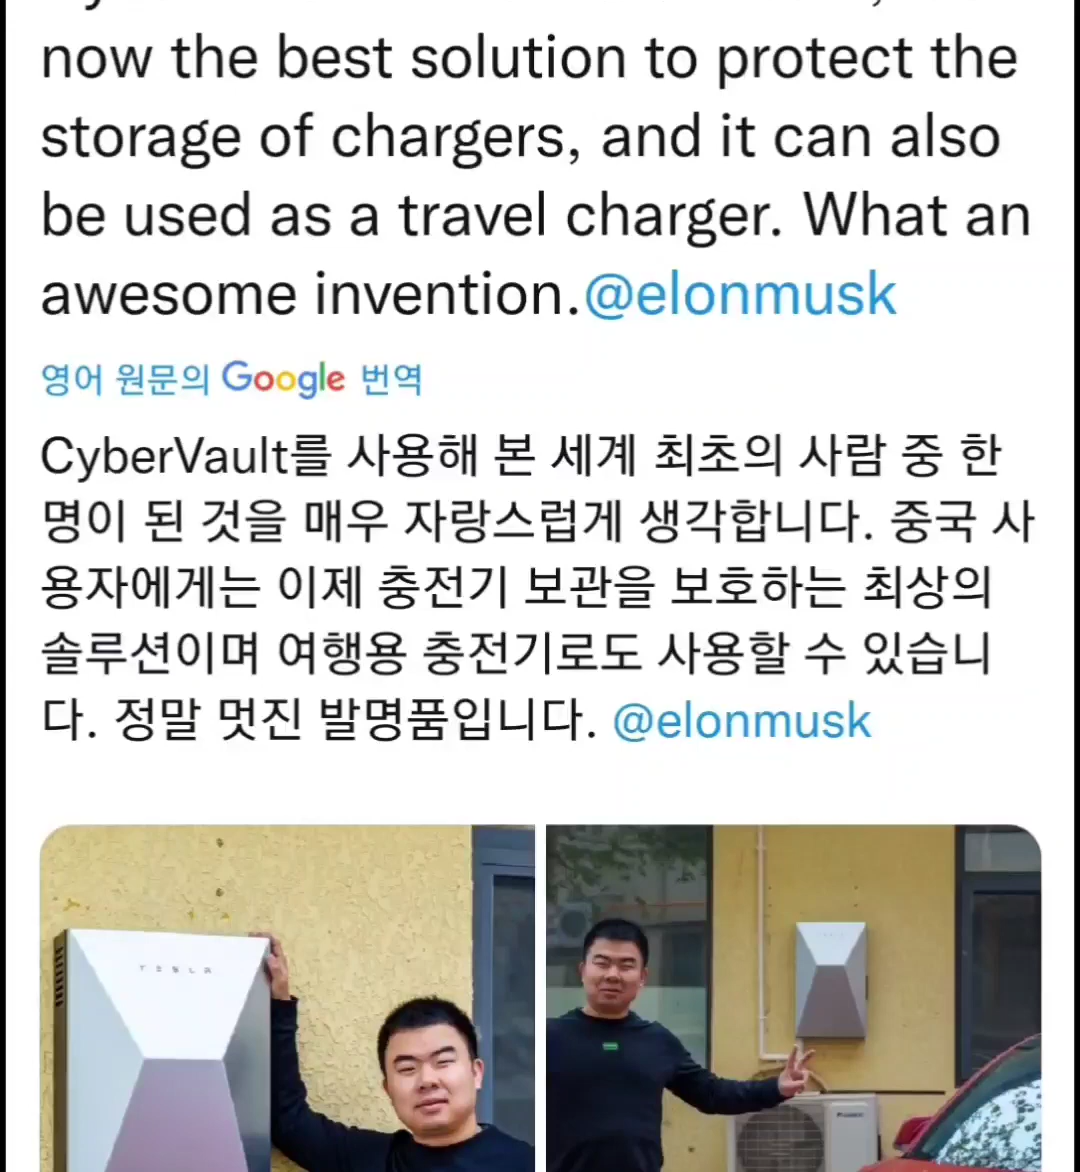 now the best solution to protect the
storage of chargers, and it can also
be used as a travel charger. What an
awesome invention.@elonmusk
영어 원문의 Google 번역
CyberVault를 사용해 본 세계 최초의 사람 중 한
명이 된 것을 매우 자랑스럽게 생각합니다. 중국 사
용자에게는 이제 충전기 보관을 보호하는 최상의
솔루션이며 여행용 충전기로도 사용할 수 있습니
다. 정말 멋진 발명품입니다. @elonmusk
TESLA